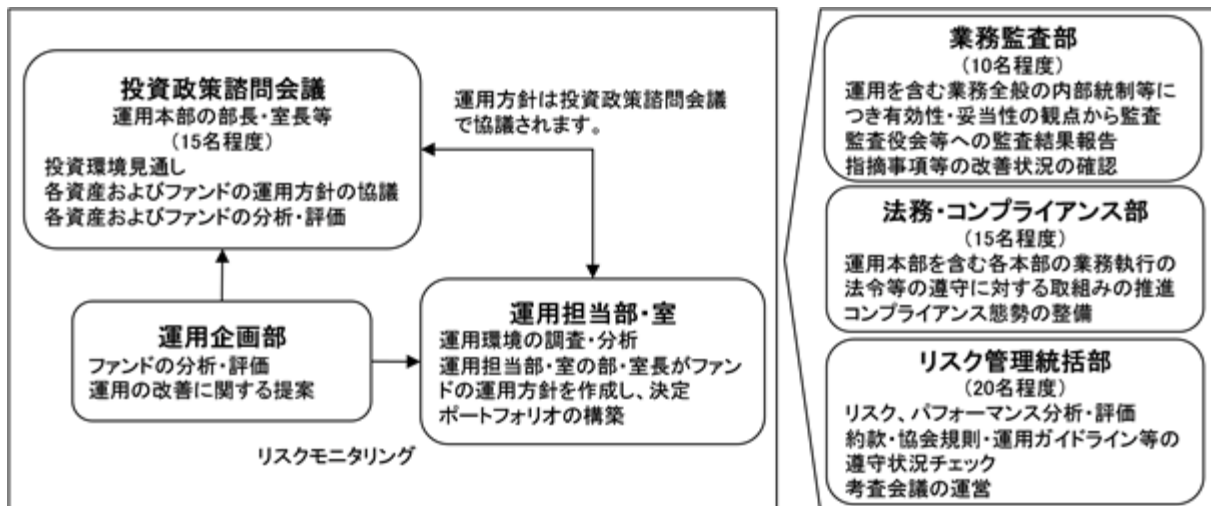 投資政策諮問会議
運用本部の部長・室長等
(15名程度)
投資環境見通し
各資産およびファンドの運用方針の協議
各資産およびファンドの分析・評価
運用方針は投資政策諮問会議
で協議されます。
運用企画部
ファンドの分析・評価
運用の改善に関する提案
運用担当部・室
運用環境の調査・分析
運用担当部・室の部・室長がファン
ドの運用方針を作成し、決定
ポートフォリオの構築
リスクモニタリング
業務監査部
(10名程度)
運用を含む業務全般の内部統制等に
つき有効性・妥当性の観点から監査
監査役会等への監査結果報告
指摘事項等の改善状況の確認
法務・コンプライアンス部
(15名程度)
運用本部を含む各本部の業務執行の
法令等の遵守に対する取組みの推進
コンプライアンス態勢の整備
リスク管理統括部
(20名程度)
リスク、パフォーマンス分析・評価
約款・協会規則・運用ガイドライン等の
遵守状況チェック
考査会議の運営